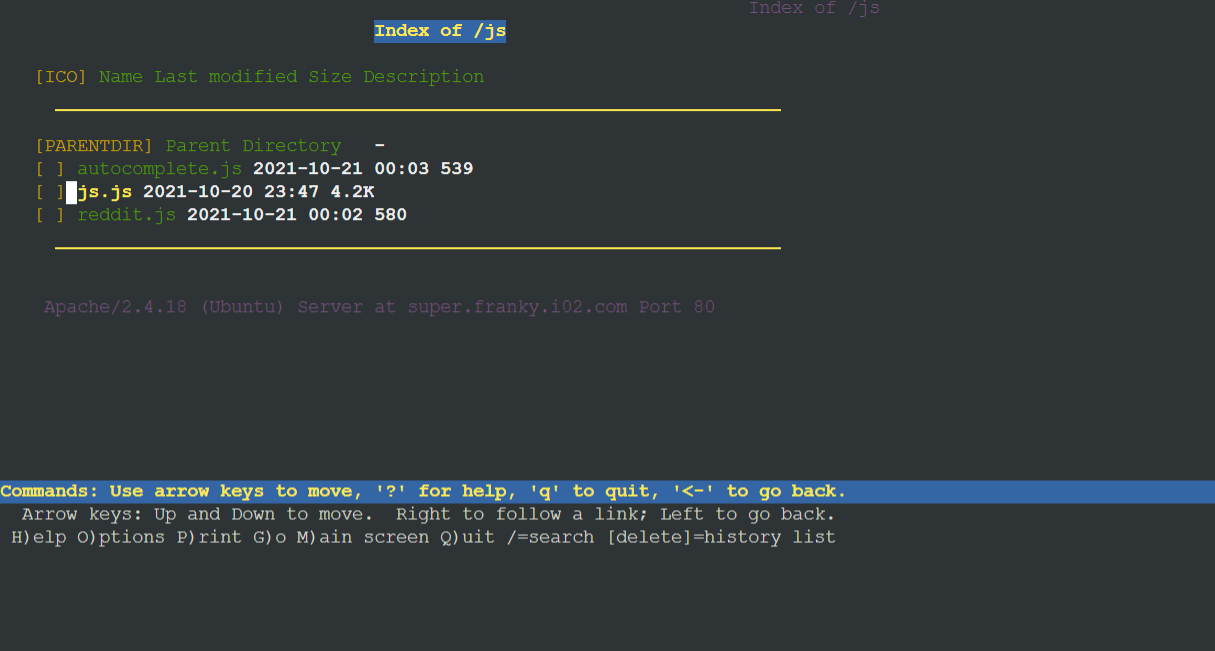 Index of /js
Index of /js
[ICO] Name Last modified Size Description
[PARENTDIR] Parent Directory   -
[ ] autocomplete.js 2021-10-21 00:03 539
[ ] js.js 2021-10-20 23:47 4.2K
[ ] reddit.js 2021-10-21 00:02 580
Apache/2.4.18 (Ubuntu) Server at super.franky.i02.com Port 80
Commands: Use arrow keys to move, '?' for help, 'q' to quit, '<-' to go back.
Arrow keys: Up and Down to move.  Right to follow a link; Left to go back.
H)elp O)ptions P)rint G)o M)ain screen Q)uit /=search [delete]=history list